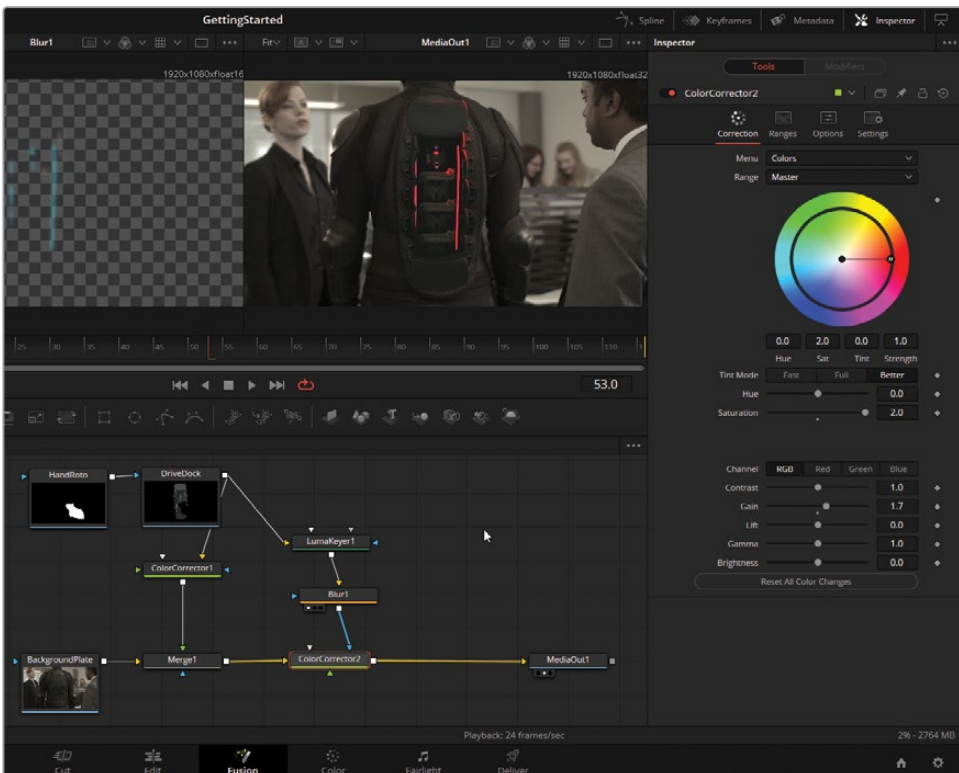 GettingStarted
Spline
Keyframes
Metadata
Inspector
Blur1
Fit
MediaOut1
Inspector
1920x1080xfloat16
1920x1080xfloat32
Tools
Modifiers
ColorCorrector2
Correction
Ranges
Options
Settings
Menu Colors
Range Master
M
0.0 2.0 0.0 1.0
Hue Sat Tint Strength
Tint Mode Fast Full Better
Hue 0.0
Saturation 2.0
Channel RGB Red Green Blue
Contrast 1.0
Gain 1.7
Lift 0.0
Gamma 1.0
Brightness 0.0
Reset All Color Changes
25 30 35 40 45 50 55 60 65 70 75 80 85 90 95 100 105 110
53.0
HandRoto
DriveDock
LumaKeyer1
ColorCorrector1
Blur1
BackgroundPlate
Merge1
ColorCorrector2
MediaOut1
Playback: 24 frames/sec
2% - 2764 MB
Cut
Edit
Fusion
Color
Fairlight
Deliver